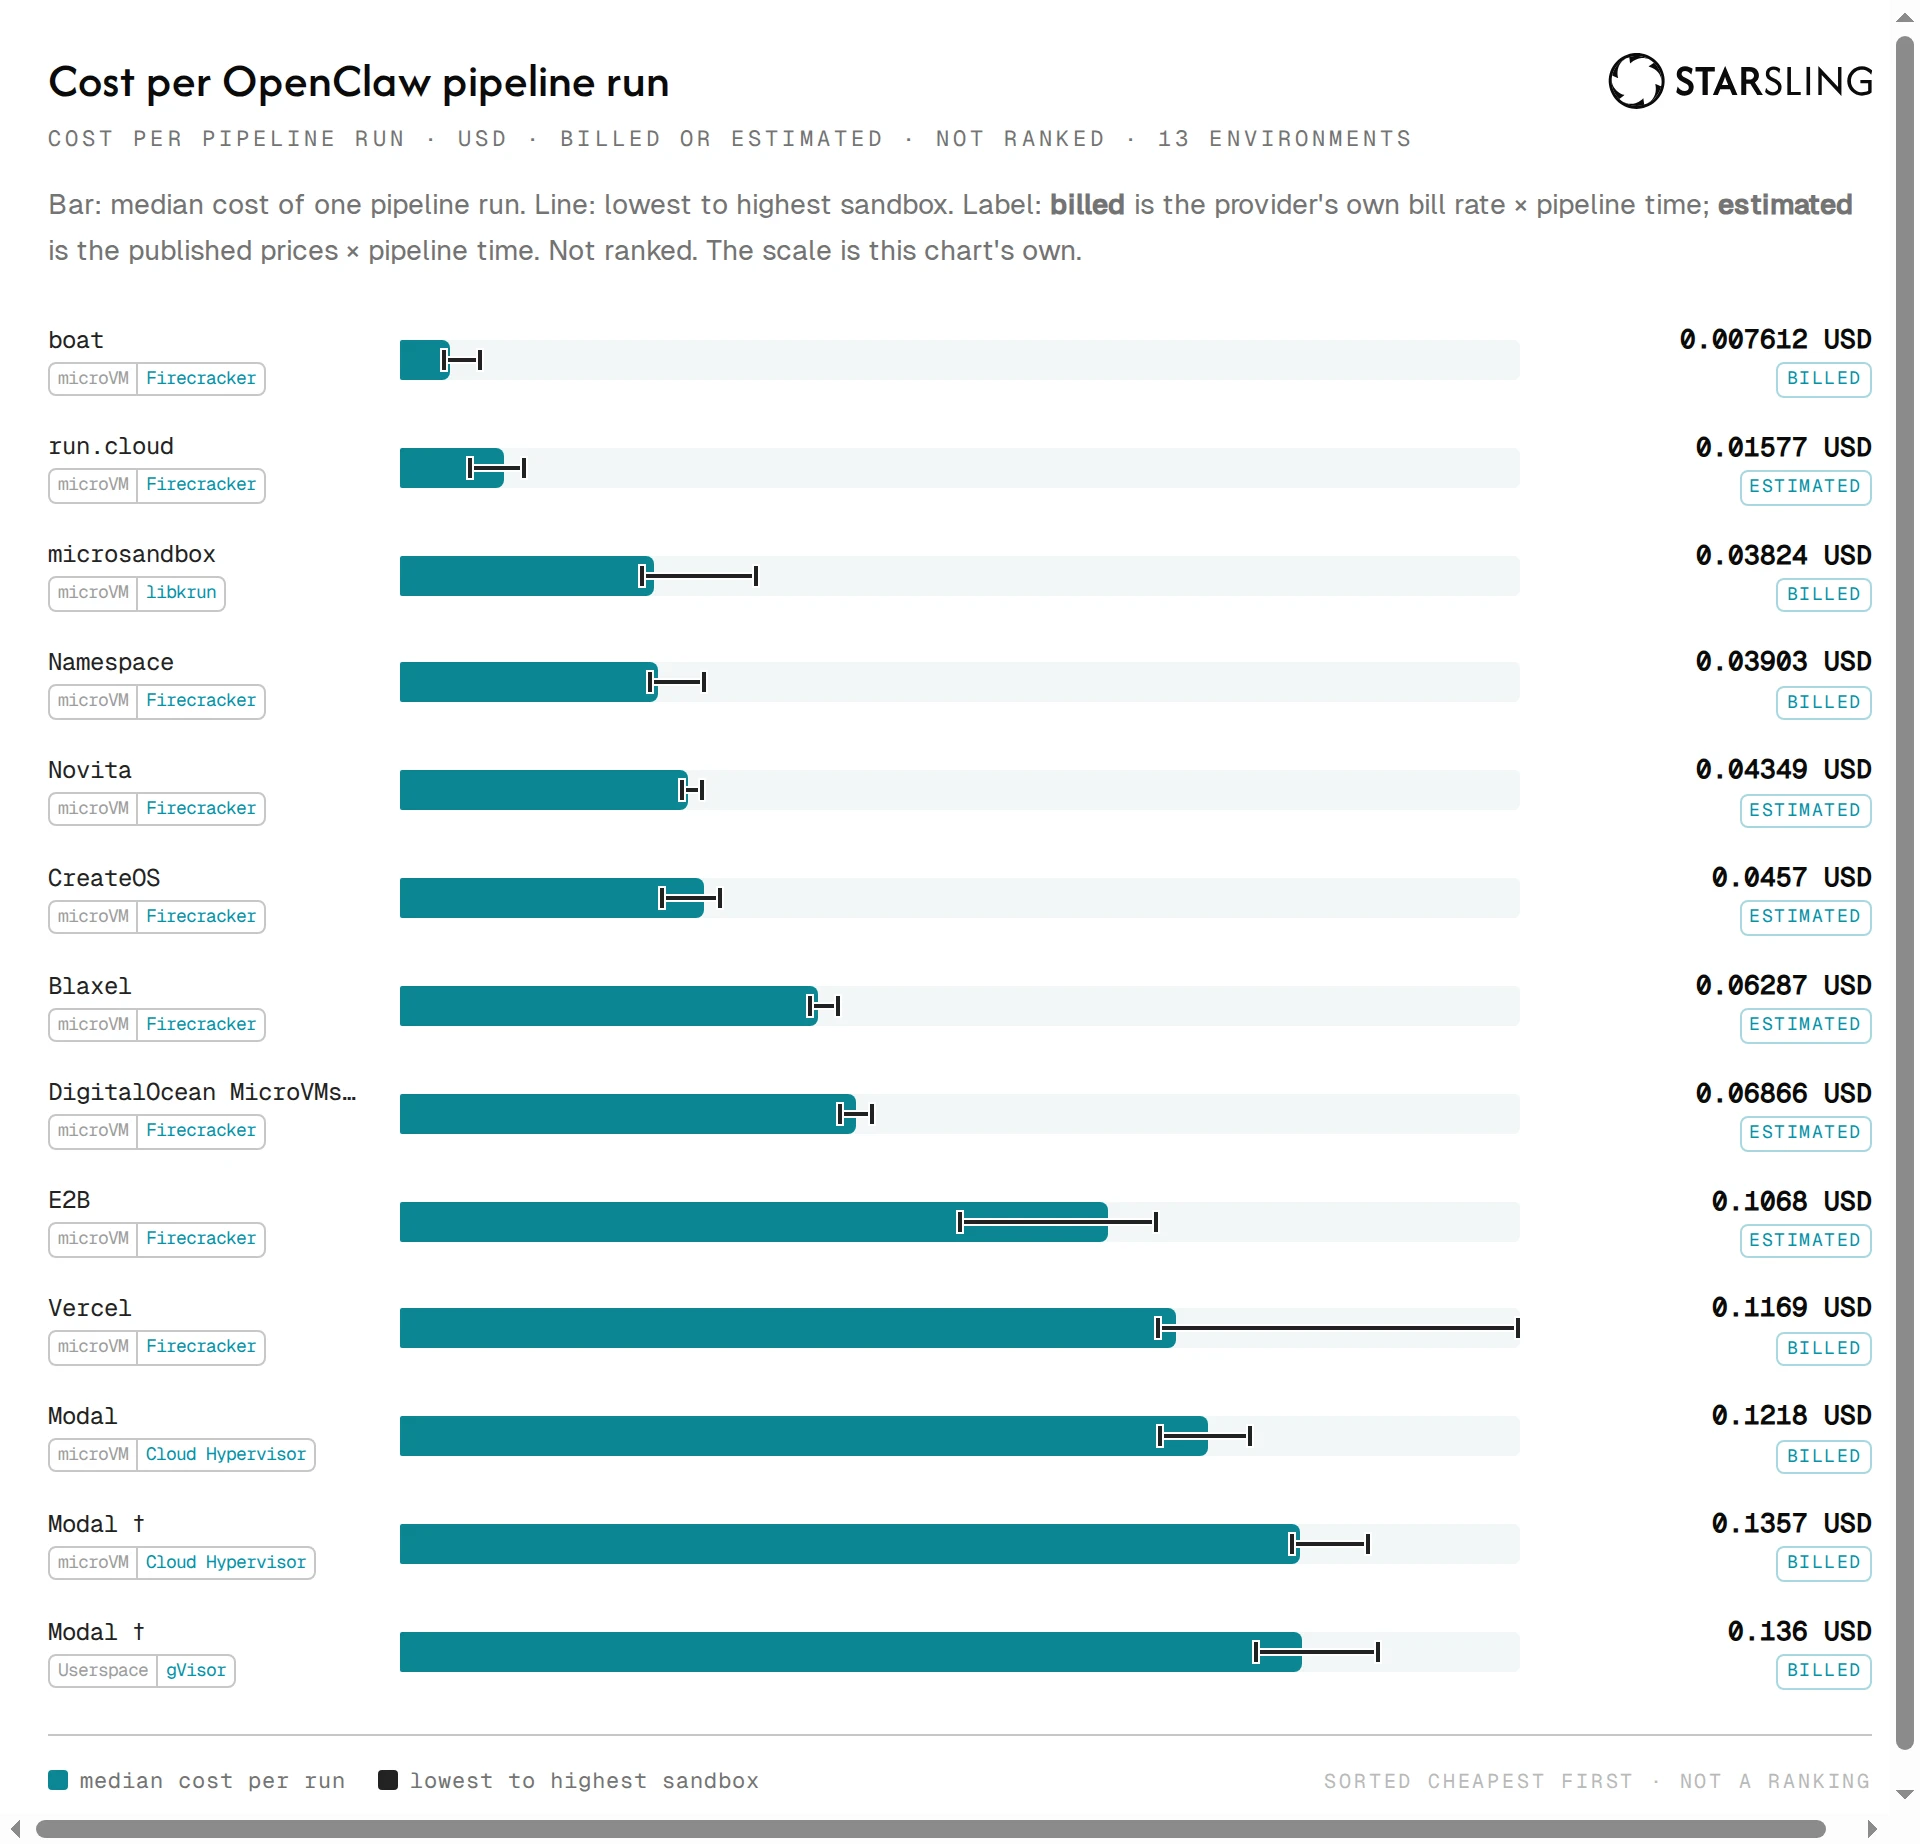 Cost per OpenClaw pipeline run
STARSLING
COST PER PIPELINE RUN · USD · BILLED OR ESTIMATED · NOT RANKED · 13 ENVIRONMENTS
Bar: median cost of one pipeline run. Line: lowest to highest sandbox. Label: billed is the provider's own bill rate × pipeline time; estimated
is the published prices × pipeline time. Not ranked. The scale is this chart's own.
boat
microVM Firecracker
0.007612 USD
BILLED
run.cloud
microVM Firecracker
0.01577 USD
ESTIMATED
microsandbox
microVM libkrun
0.03824 USD
BILLED
Namespace
microVM Firecracker
0.03903 USD
BILLED
Novita
microVM Firecracker
0.04349 USD
ESTIMATED
CreateOS
microVM Firecracker
0.0457 USD
ESTIMATED
Blaxel
microVM Firecracker
0.06287 USD
ESTIMATED
DigitalOcean MicroVMs…
microVM Firecracker
0.06866 USD
ESTIMATED
E2B
microVM Firecracker
0.1068 USD
ESTIMATED
Vercel
microVM Firecracker
0.1169 USD
BILLED
Modal
microVM Cloud Hypervisor
0.1218 USD
BILLED
Modal †
microVM Cloud Hypervisor
0.1357 USD
BILLED
Modal †
Userspace gVisor
0.136 USD
BILLED
median cost per run
lowest to highest sandbox
SORTED CHEAPEST FIRST · NOT A RANKING